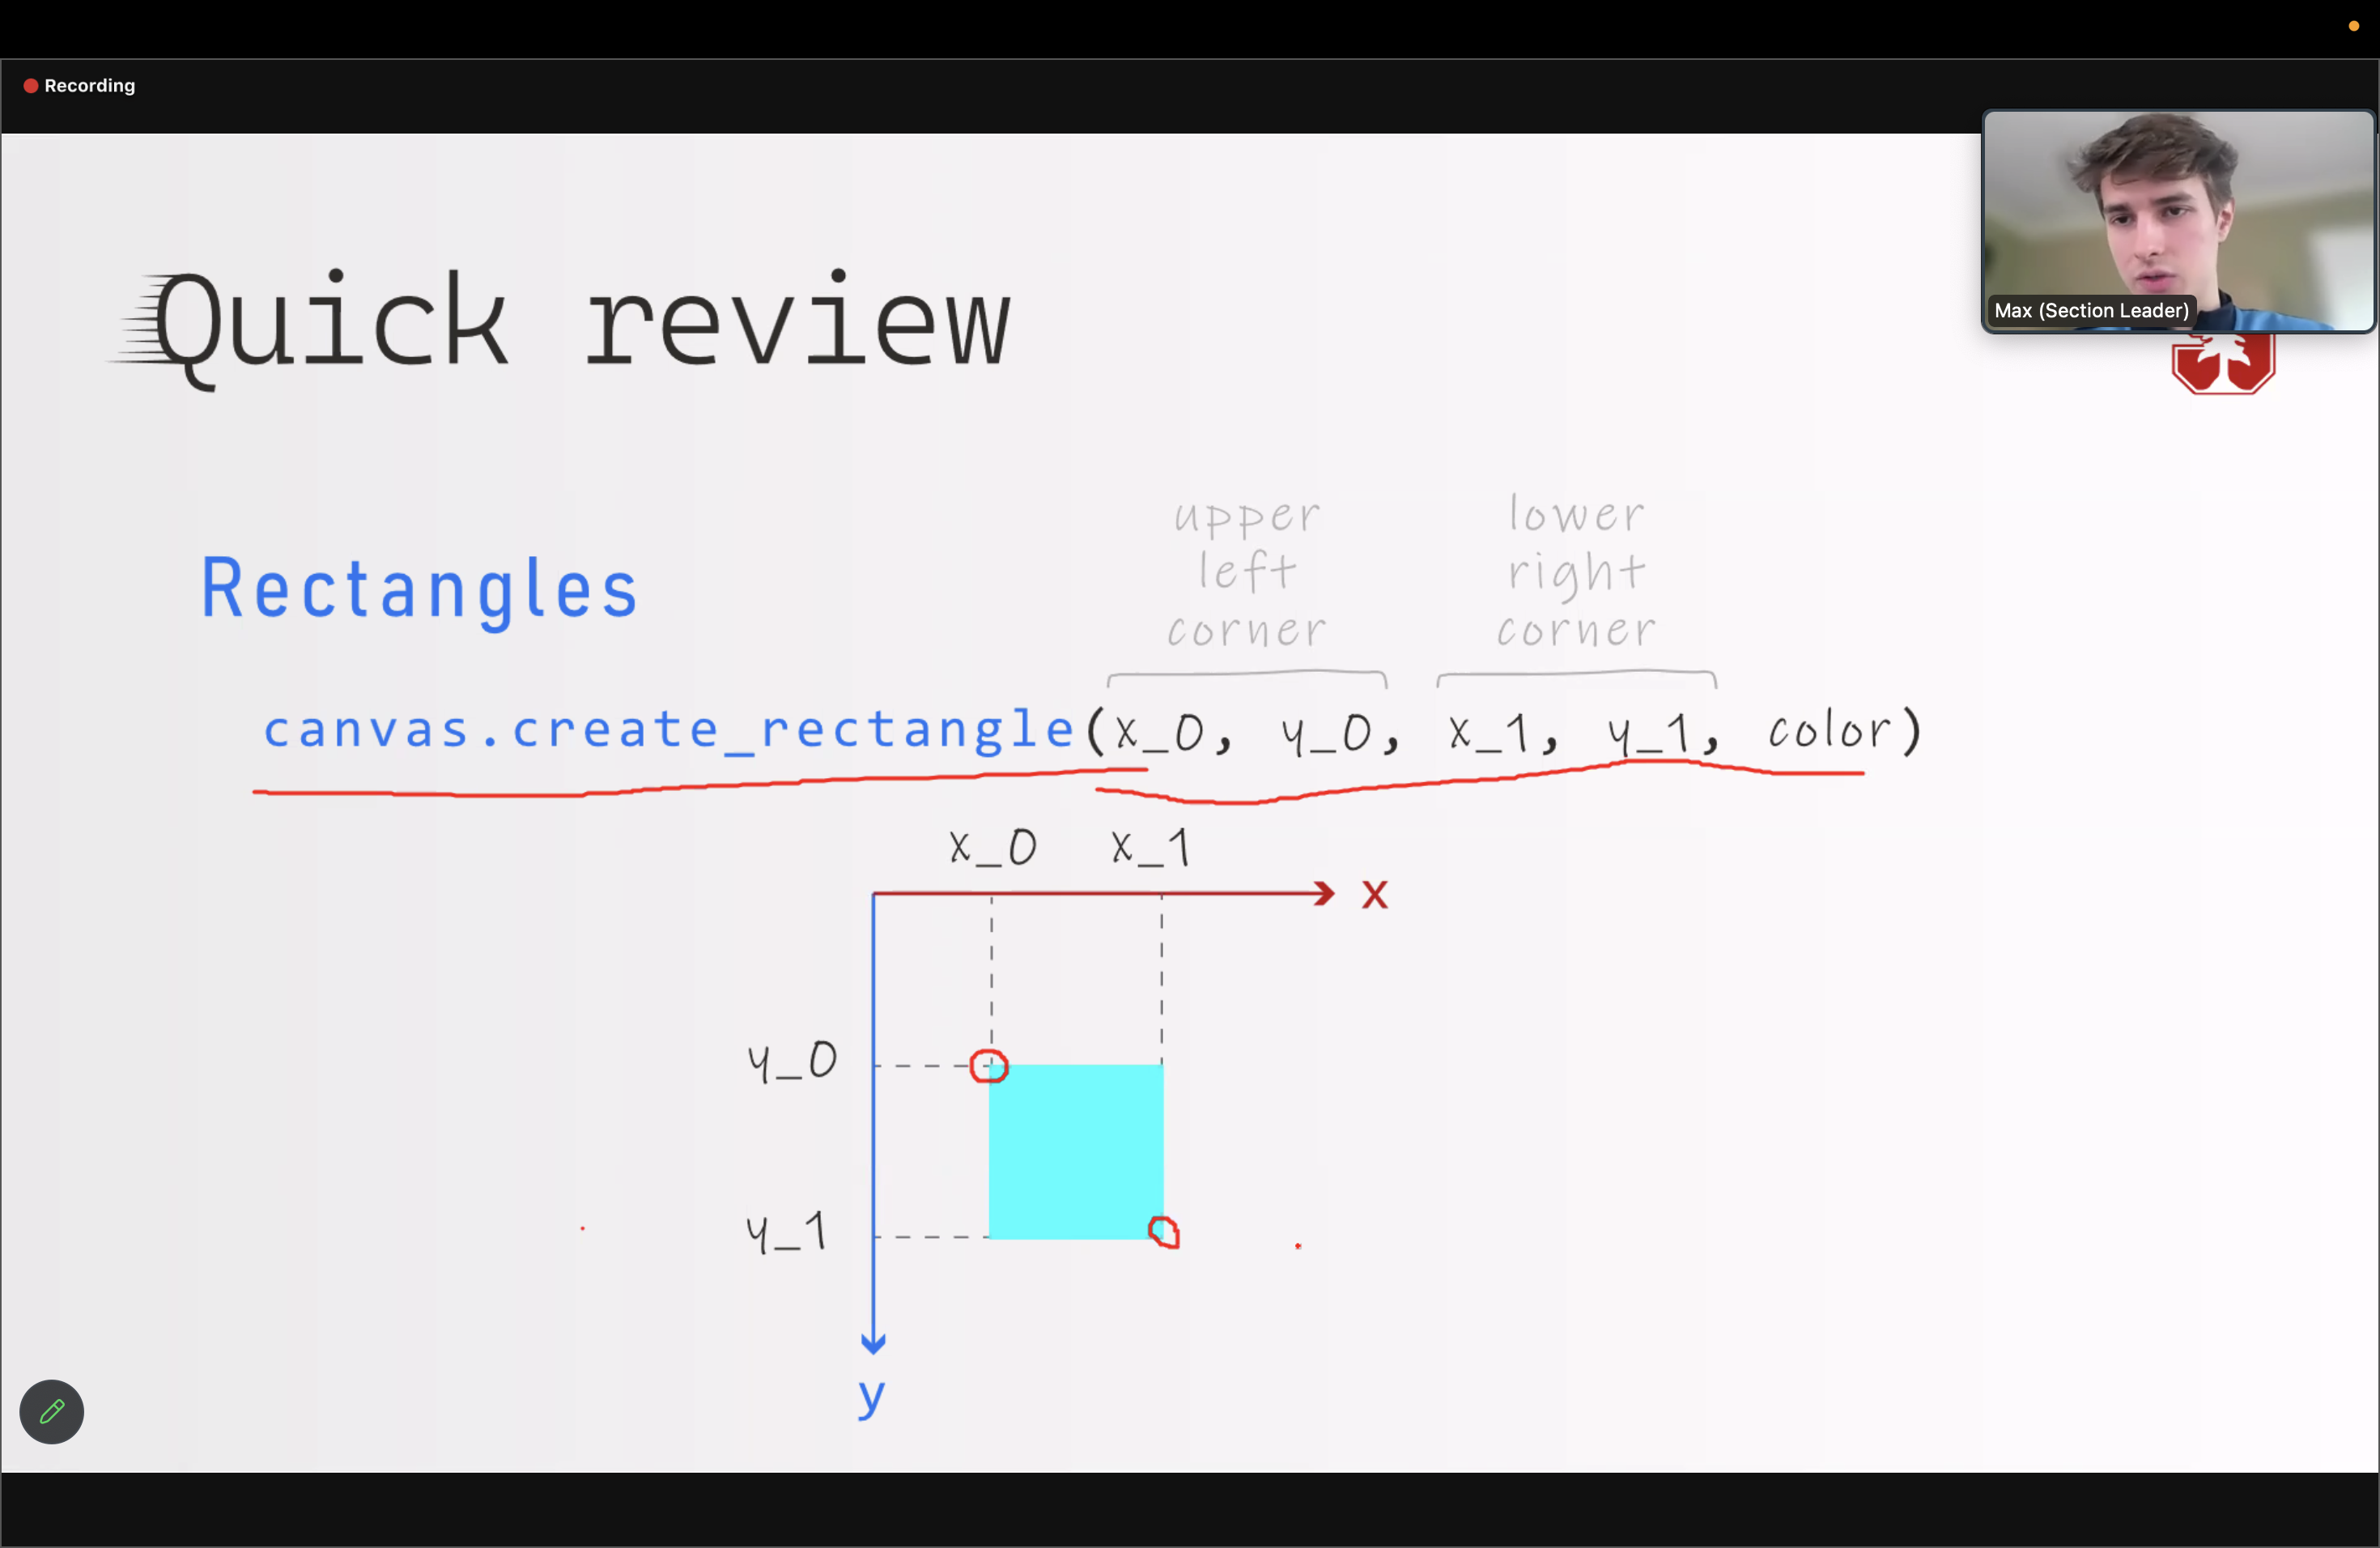 Recording
Max (Section Leader)
Quick review
upper
left
corner
lower
right
corner
Rectangles
canvas.create_rectangle(x_0, y_0, x_1, y_1, color)
x_0 x_1
x
y_0
y_1
y